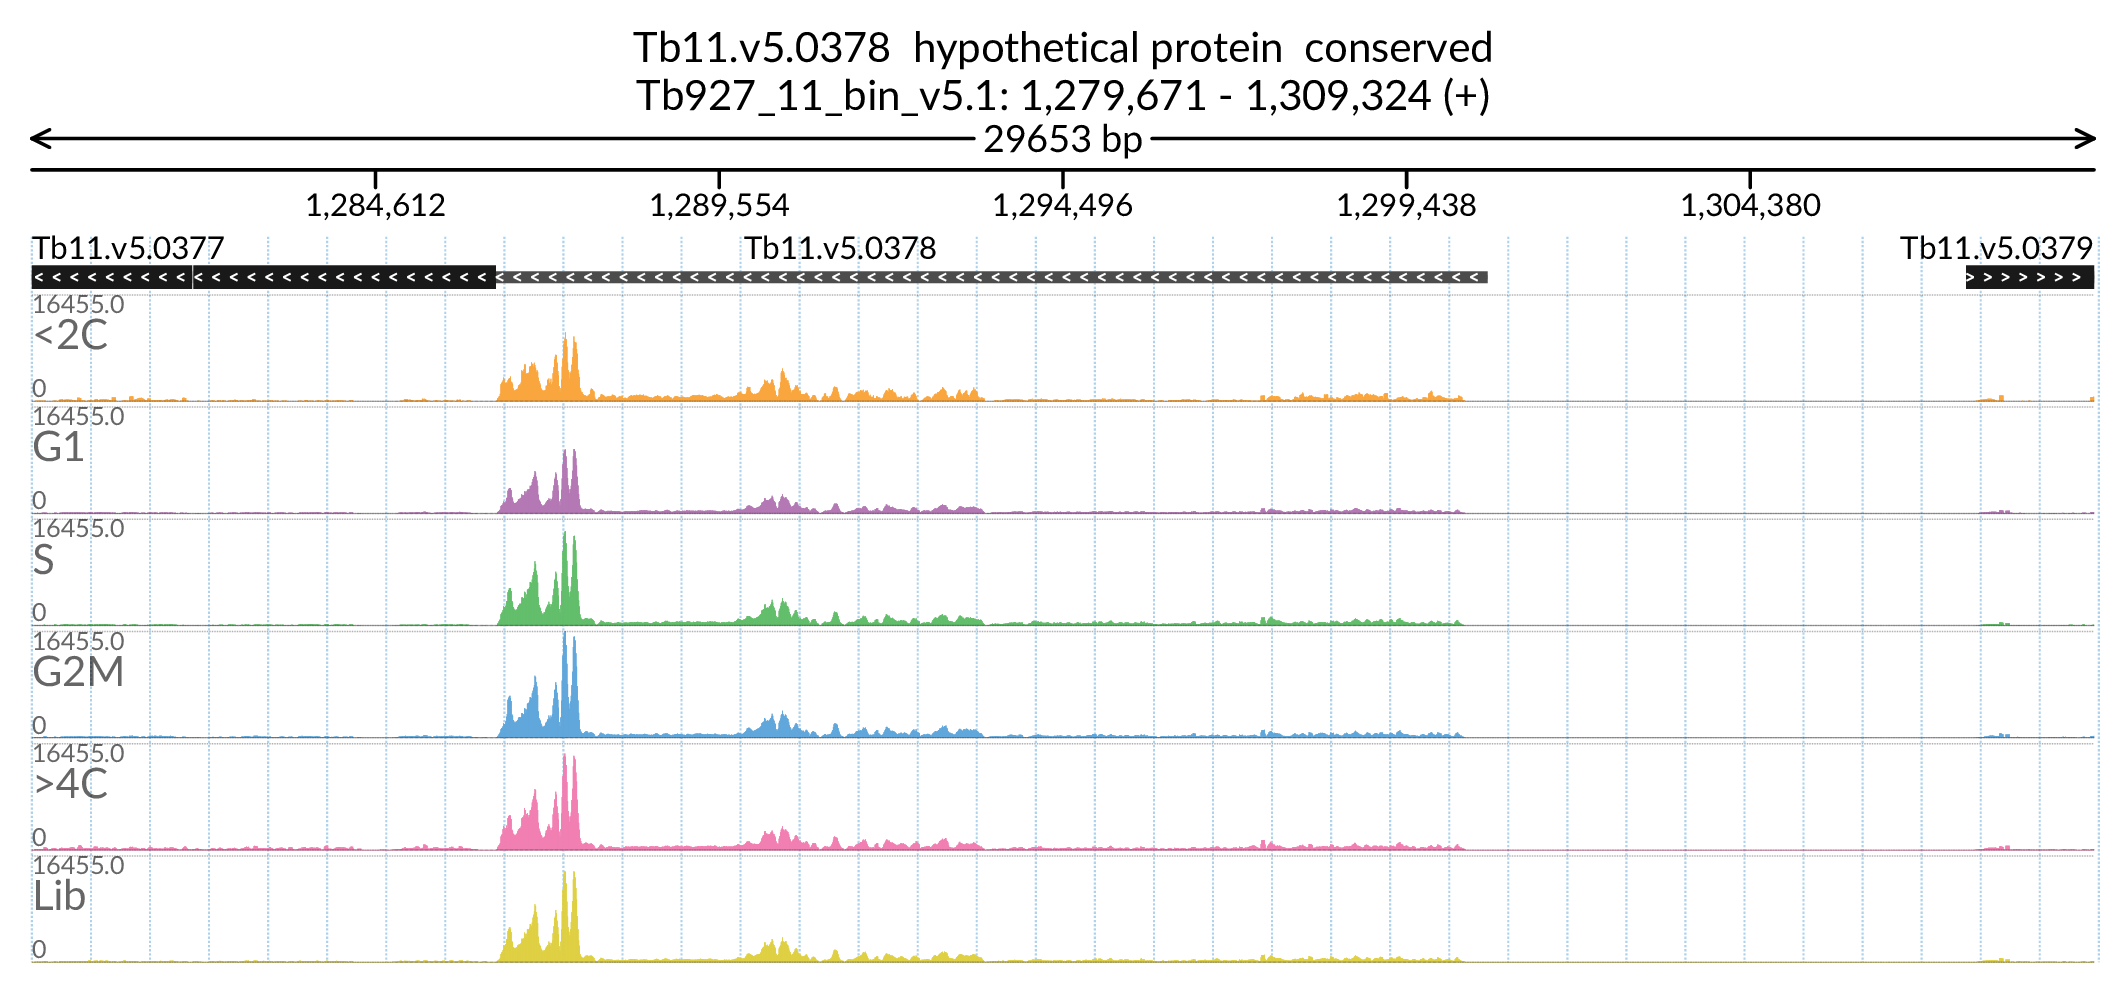 Tb11.v5.0378  hypothetical protein  conserved
Tb927_11_bin_v5.1: 1,279,671 - 1,309,324 (+)
29653 bp
1,284,612 1,289,554 1,294,496 1,299,438 1,304,380
Tb11.v5.0377 Tb11.v5.0378 Tb11.v5.0379
16455.0
<2C
0
16455.0
G1
0
16455.0
S
0
16455.0
G2M
0
16455.0
>4C
0
16455.0
Lib
0